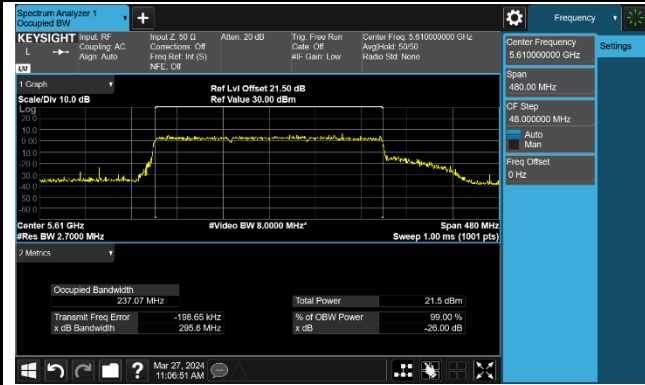 Spectrum Analyzer 1
Occupied BW
Frequency
KEYSIGHT
L
LXI
Input: RF
Coupling: AC
Align: Auto
Input Z: 50 Ω
Corrections: Off
Freq Ref: Int (S)
NFE: Off
Atten: 20 dB
Trig: Free Run
Gate: Off
#IF Gain: Low
Center Freq: 5.610000000 GHz
Avg|Hold: 50/50
Radio Std: None
Center Frequency
5.610000000 GHz
Settings
Span
480.00 MHz
CF Step
48.000000 MHz
Auto
Man
Freq Offset
0 Hz
1 Graph
Scale/Div 10.0 dB
Ref Lvl Offset 21.50 dB
Ref Value 30.00 dBm
Log
20.0
10.0
0.00
-10.0
-20.0
-30.0
-40.0
-50.0
-60.0
Center 5.61 GHz
#Res BW 2.7000 MHz
#Video BW 8.0000 MHz*
Span 480 MHz
Sweep 1.00 ms (1001 pts)
2 Metrics
Occupied Bandwidth
237.07 MHz
Total Power 21.5 dBm
Transmit Freq Error -198.65 kHz
% of OBW Power 99.00 %
x dB Bandwidth 295.6 MHz
x dB -26.00 dB
?
Mar 27, 2024
11:06:51 AM